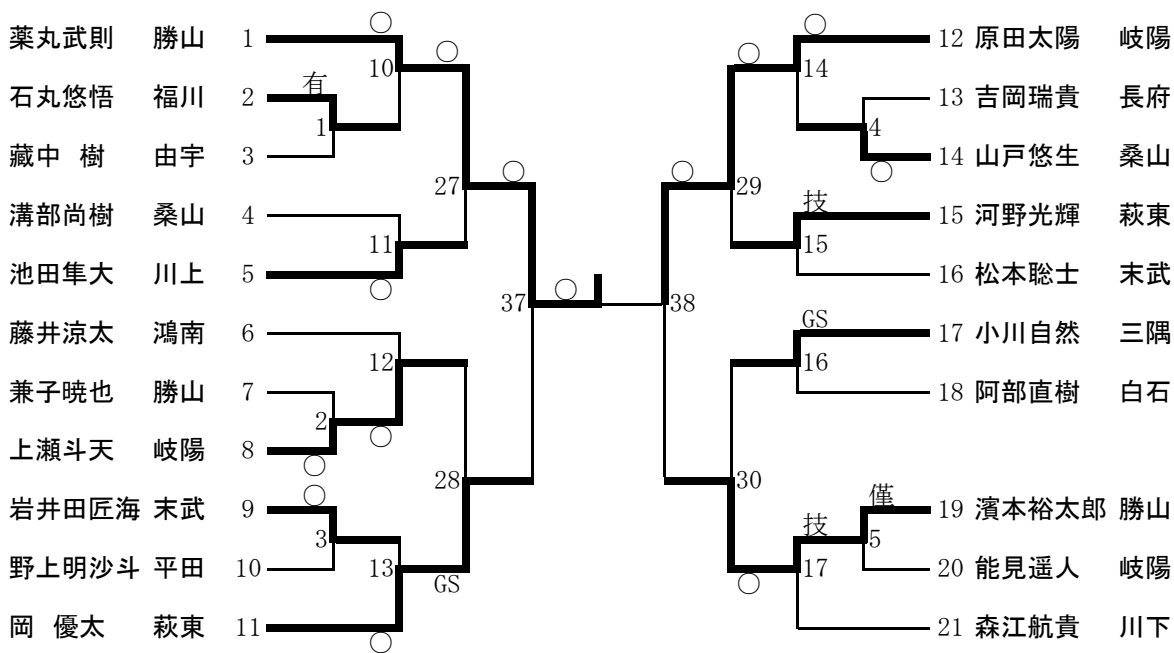 薬丸武則 勝山 1
石丸悠悟 福川 2
藏中 樹 由宇 3
溝部尚樹 桑山 4
池田隼大 川上 5
藤井涼太 鴻南 6
兼子暁也 勝山 7
上瀬斗天 岐陽 8
岩井田匠海 末武 9
野上明沙斗 平田 10
岡 優太 萩東 11
○
有
1
10
○
11
○
27
○
12
2
○
○
○
3
13
○
28
GS
37
○
38
○
29
○
14
○
4
○
技
15
GS
16
30
○
技
17
僅
5
12 原田太陽 岐陽
13 吉岡瑞貴 長府
14 山戸悠生 桑山
15 河野光輝 萩東
16 松本聡士 末武
17 小川自然 三隅
18 阿部直樹 白石
19 濱本裕太郎 勝山
20 能見遥人 岐陽
21 森江航貴 川下